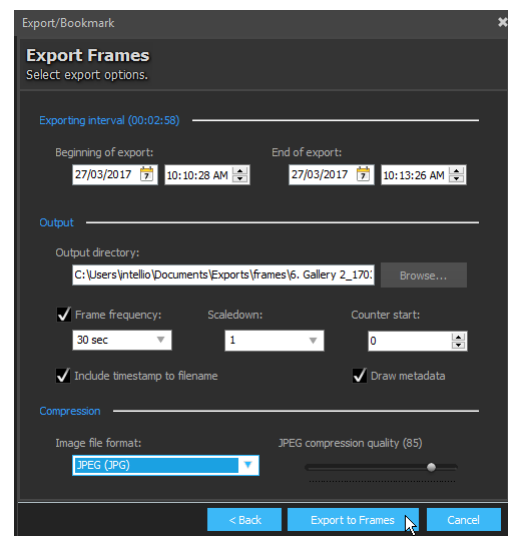 Export/Bookmark
Export Frames
Select export options.
Exporting interval (00:02:58)
Beginning of export: End of export:
27/03/2017 10:10:28 AM 27/03/2017 10:13:26 AM
Output
Output directory:
C:\Users\intellio\Documents\Exports\frames\6. Gallery 2_170 Browse...
Frame frequency: Scaledown: Counter start:
30 sec 1 0
Include timestamp to filename Draw metadata
Compression
Image file format: JPEG compression quality (85)
JPEG (JPG)
< Back Export to Frames Cancel